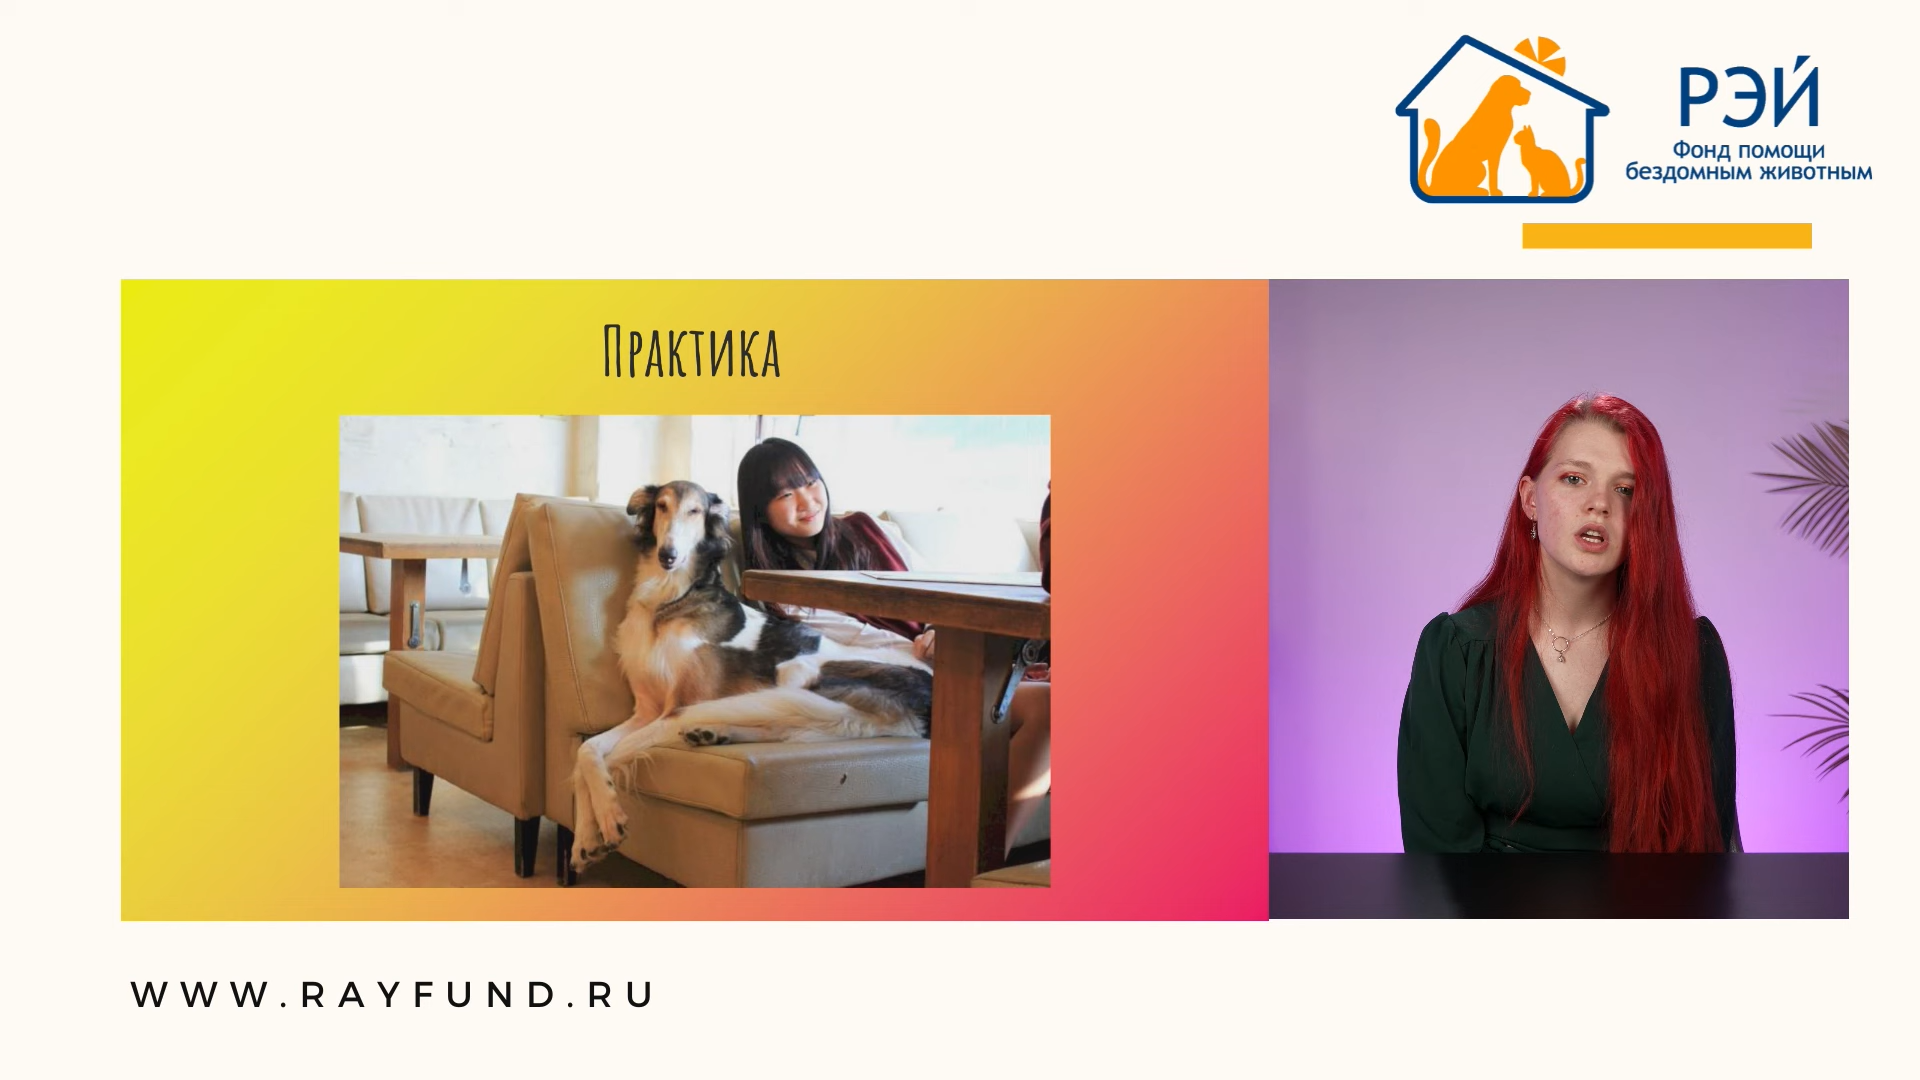 РЭЙ
Фонд помощи
бездомным животным
Практика
WWW.RAYFUND.RU